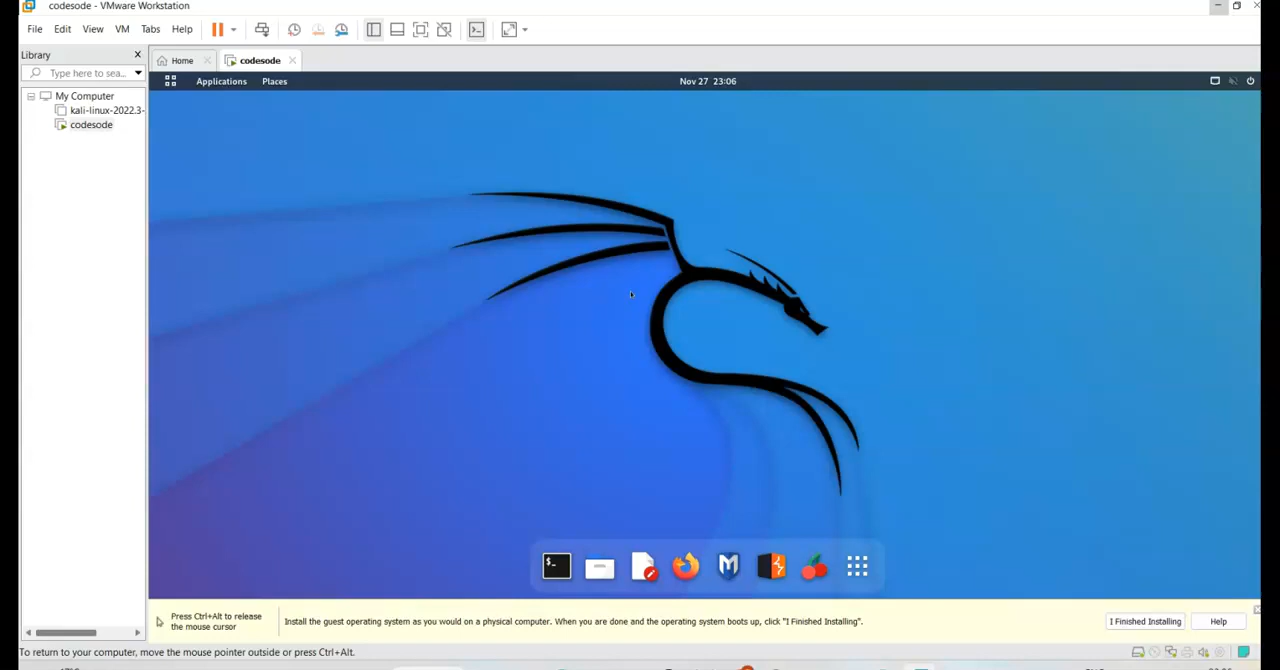 codesode - VMware Workstation
File Edit View VM Tabs Help
Library
Type here to sea...
Home
codesode
My Computer
kali-linux-2022.3-
codesode
Applications Places
Nov 27 23:06
$-
Press Ctrl+Alt to release
the mouse cursor
Install the guest operating system as you would on a physical computer. When you are done and the operating system boots up, click "I Finished Installing".
I Finished Installing
Help
To return to your computer, move the mouse pointer outside or press Ctrl+Alt.